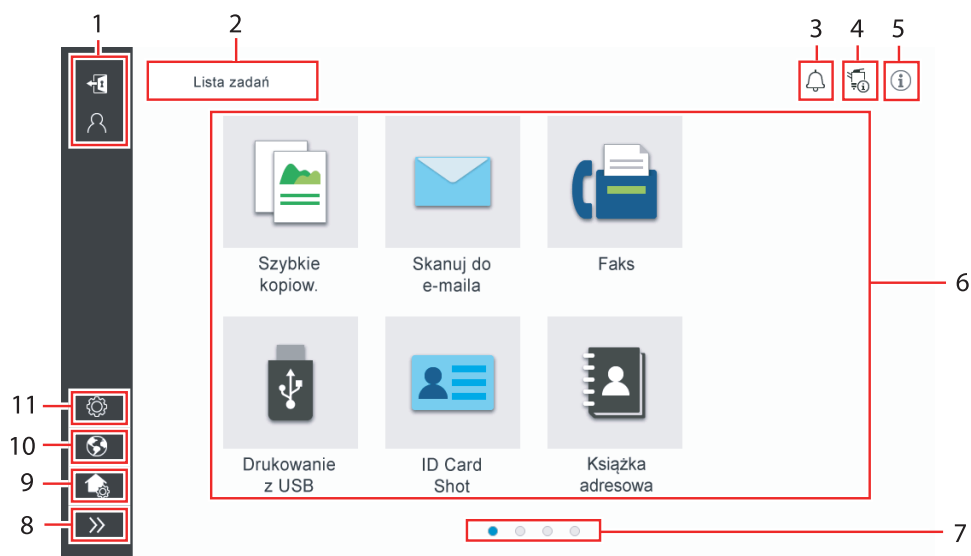 1
2
3
4
5
Lista zadań
Szybkie
kopiow.
Skanuj do
e-maila
Faks
6
Drukowanie
z USB
ID Card
Shot
Książka
adresowa
11
10
9
8
7